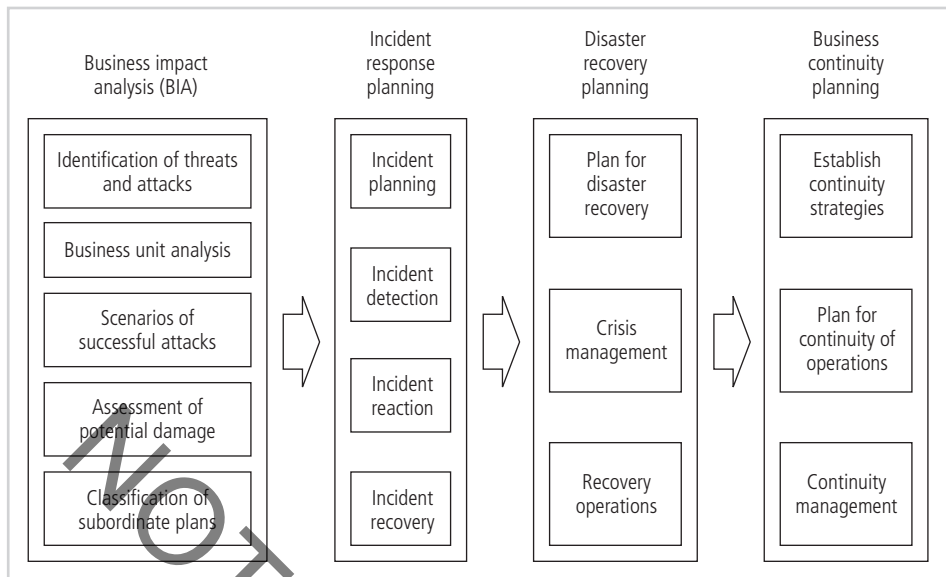 Business impact
analysis (BIA)
Identification of threats
and attacks
Business unit analysis
Scenarios of
successful attacks
Assessment of
potential damage
Classification of
subordinate plans
Incident
response
planning
Incident
planning
Incident
detection
Incident
reaction
Incident
recovery
Disaster
recovery
planning
Plan for
disaster
recovery
Crisis
management
Recovery
operations
Business
continuity
planning
Establish
continuity
strategies
Plan for
continuity of
operations
Continuity
management
NOT